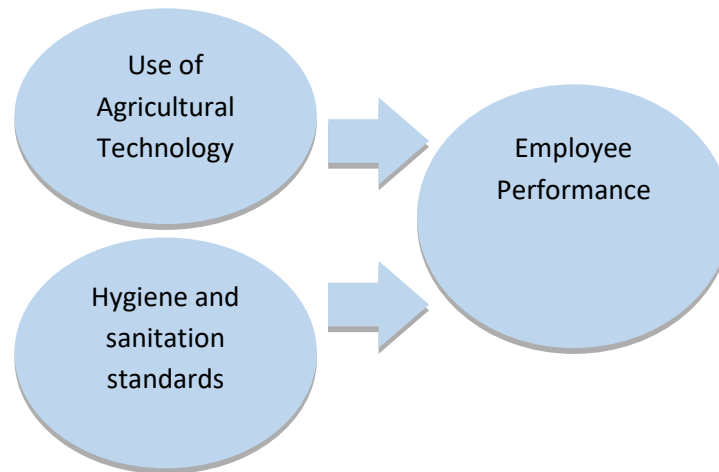 Use of
Agricultural
Technology
Hygiene and
sanitation
standards
Employee
Performance